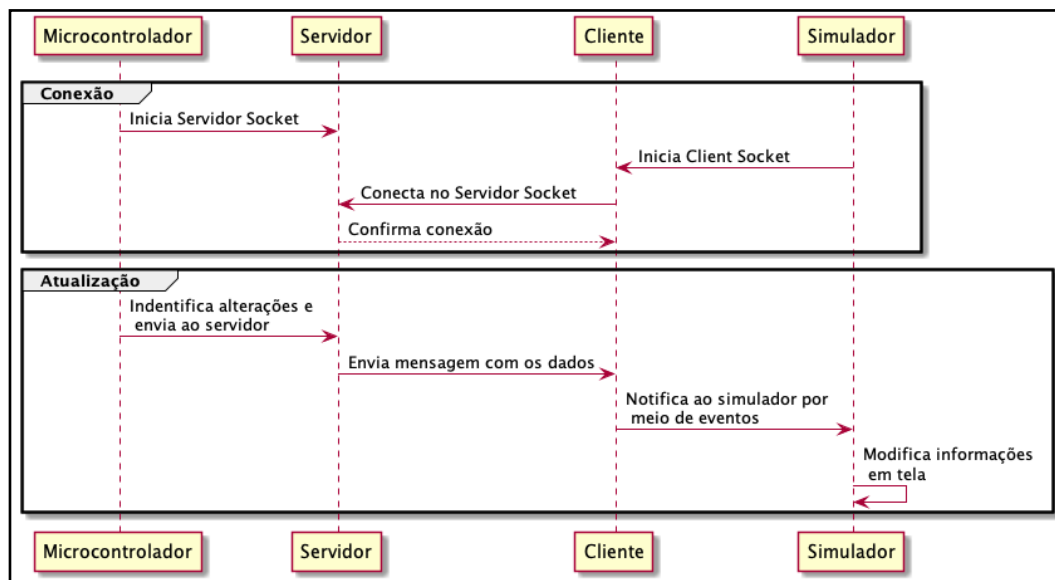 Microcontrolador Servidor Cliente Simulador
Conexão
Inicia Servidor Socket
Inicia Client Socket
Conecta no Servidor Socket
Confirma conexão
Atualização
Indentifica alterações e
envia ao servidor
Envia mensagem com os dados
Notifica ao simulador por
meio de eventos
Modifica informações
em tela
Microcontrolador Servidor Cliente Simulador